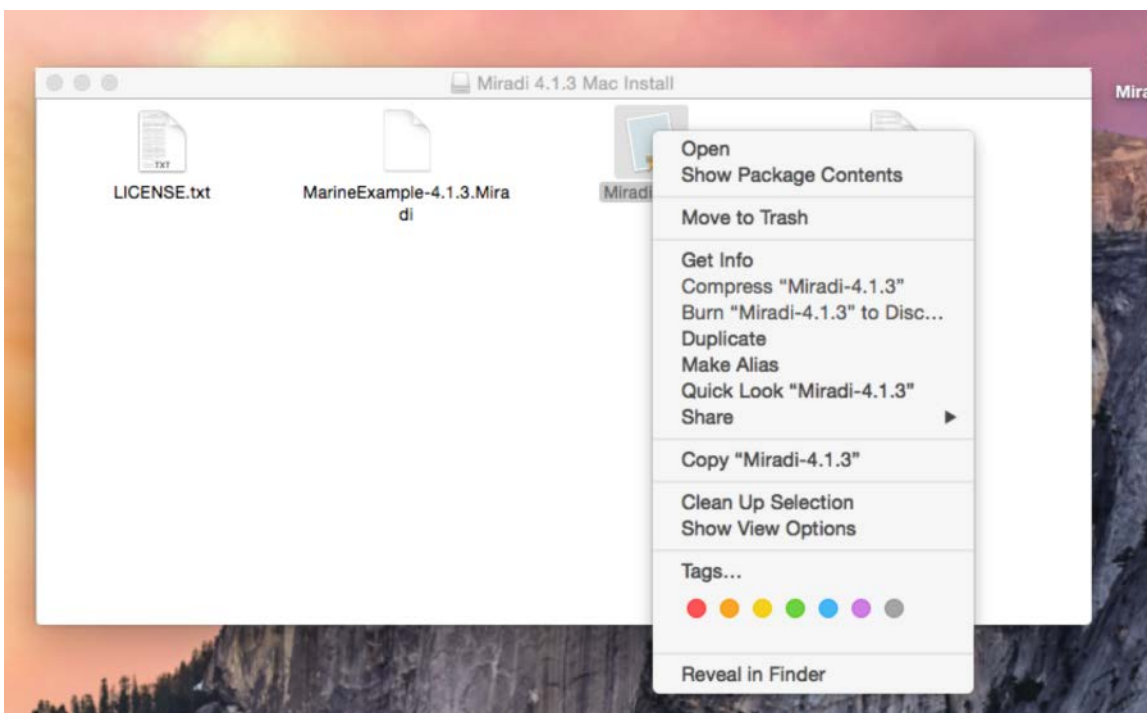 Miradi 4.1.3 Mac Install
Mira
TXT
LICENSE.txt
MarineExample-4.1.3.Mira
di
Miradi
Open
Show Package Contents
Move to Trash
Get Info
Compress “Miradi-4.1.3”
Burn “Miradi-4.1.3” to Disc...
Duplicate
Make Alias
Quick Look “Miradi-4.1.3”
Share
Copy “Miradi-4.1.3”
Clean Up Selection
Show View Options
Tags...
Reveal in Finder